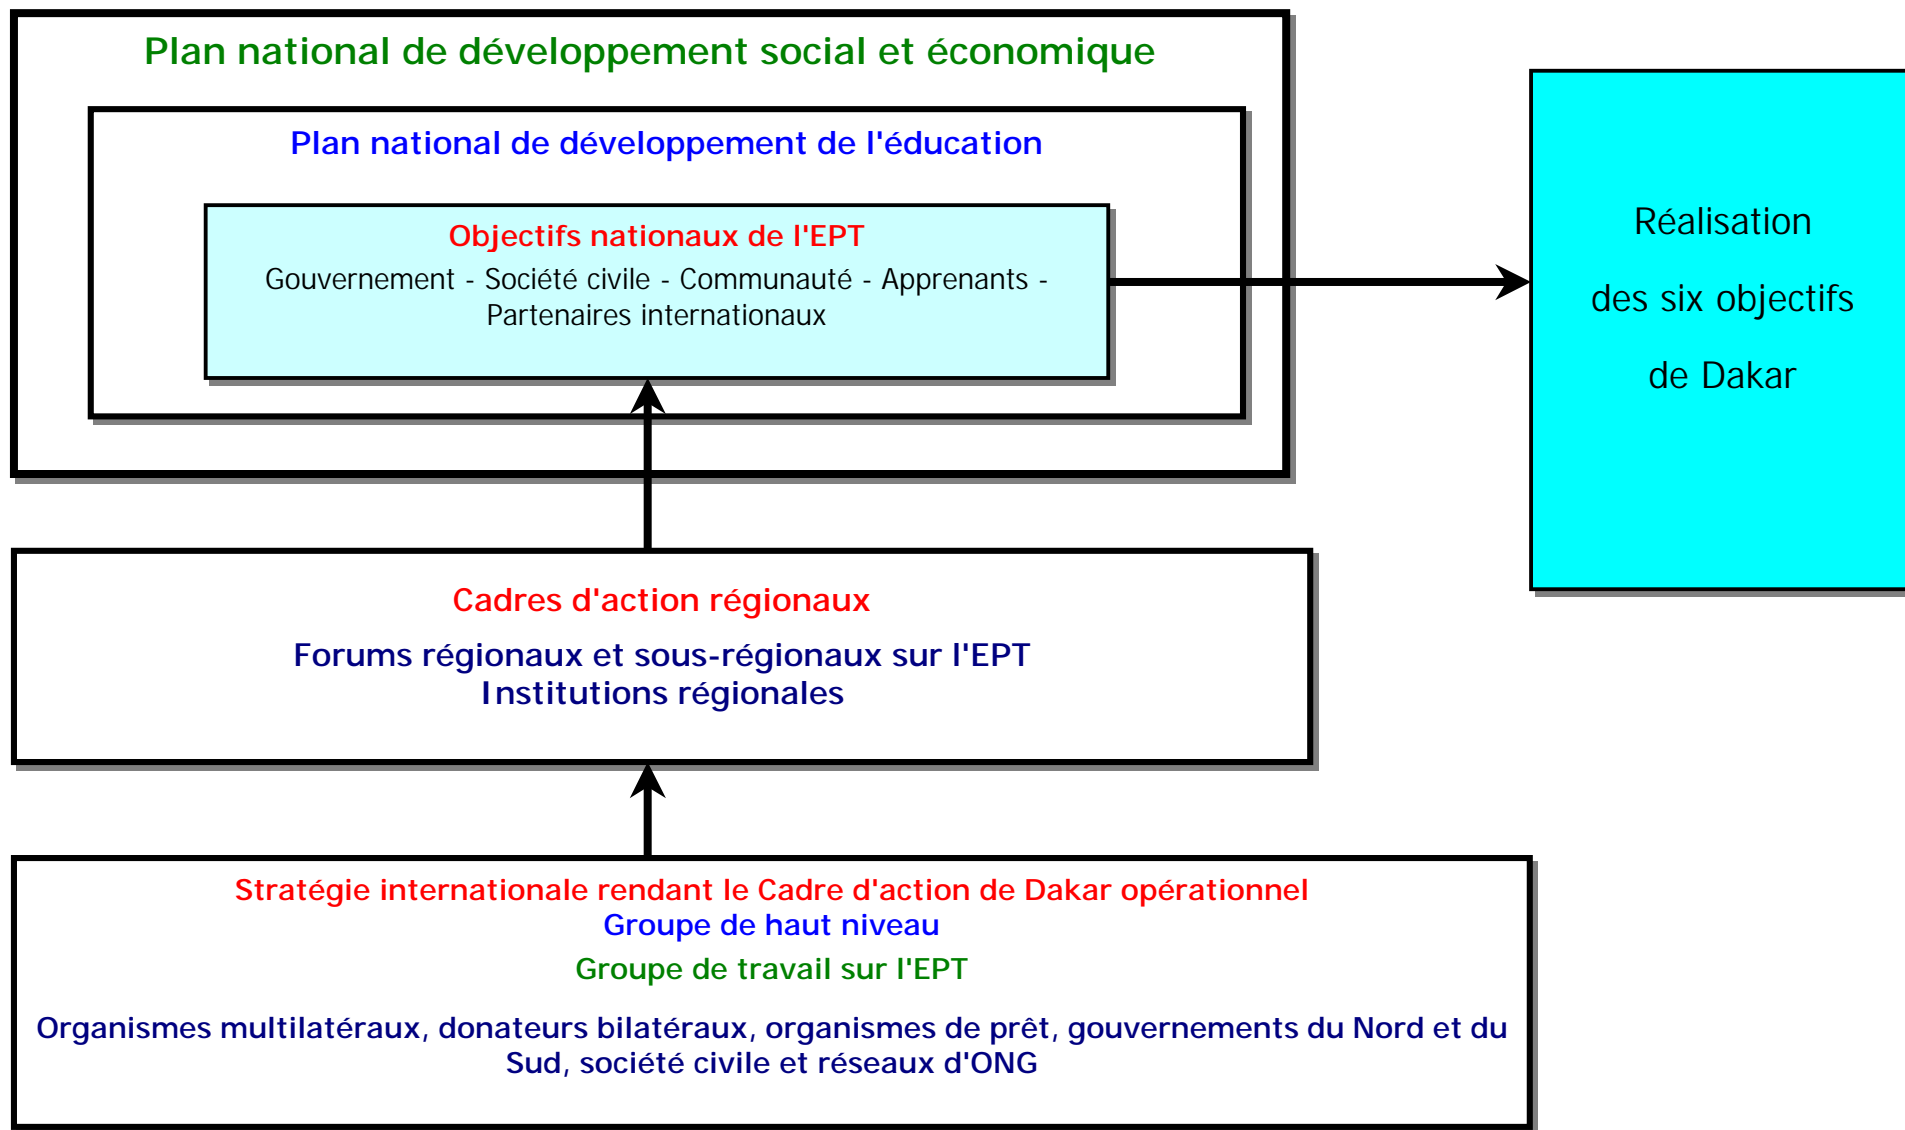 Plan national de développement social et économique
Plan national de développement de l'éducation
Objectifs nationaux de l'EPT
Gouvernement - Société civile - Communauté - Apprenants -
Partenaires internationaux
Réalisation
des six objectifs
de Dakar
Cadres d'action régionaux
Forums régionaux et sous-régionaux sur l'EPT
Institutions régionales
Stratégie internationale rendant le Cadre d'action de Dakar opérationnel
Groupe de haut niveau
Groupe de travail sur l'EPT
Organismes multilatéraux, donateurs bilatéraux, organismes de prêt, gouvernements du Nord et du
Sud, société civile et réseaux d'ONG